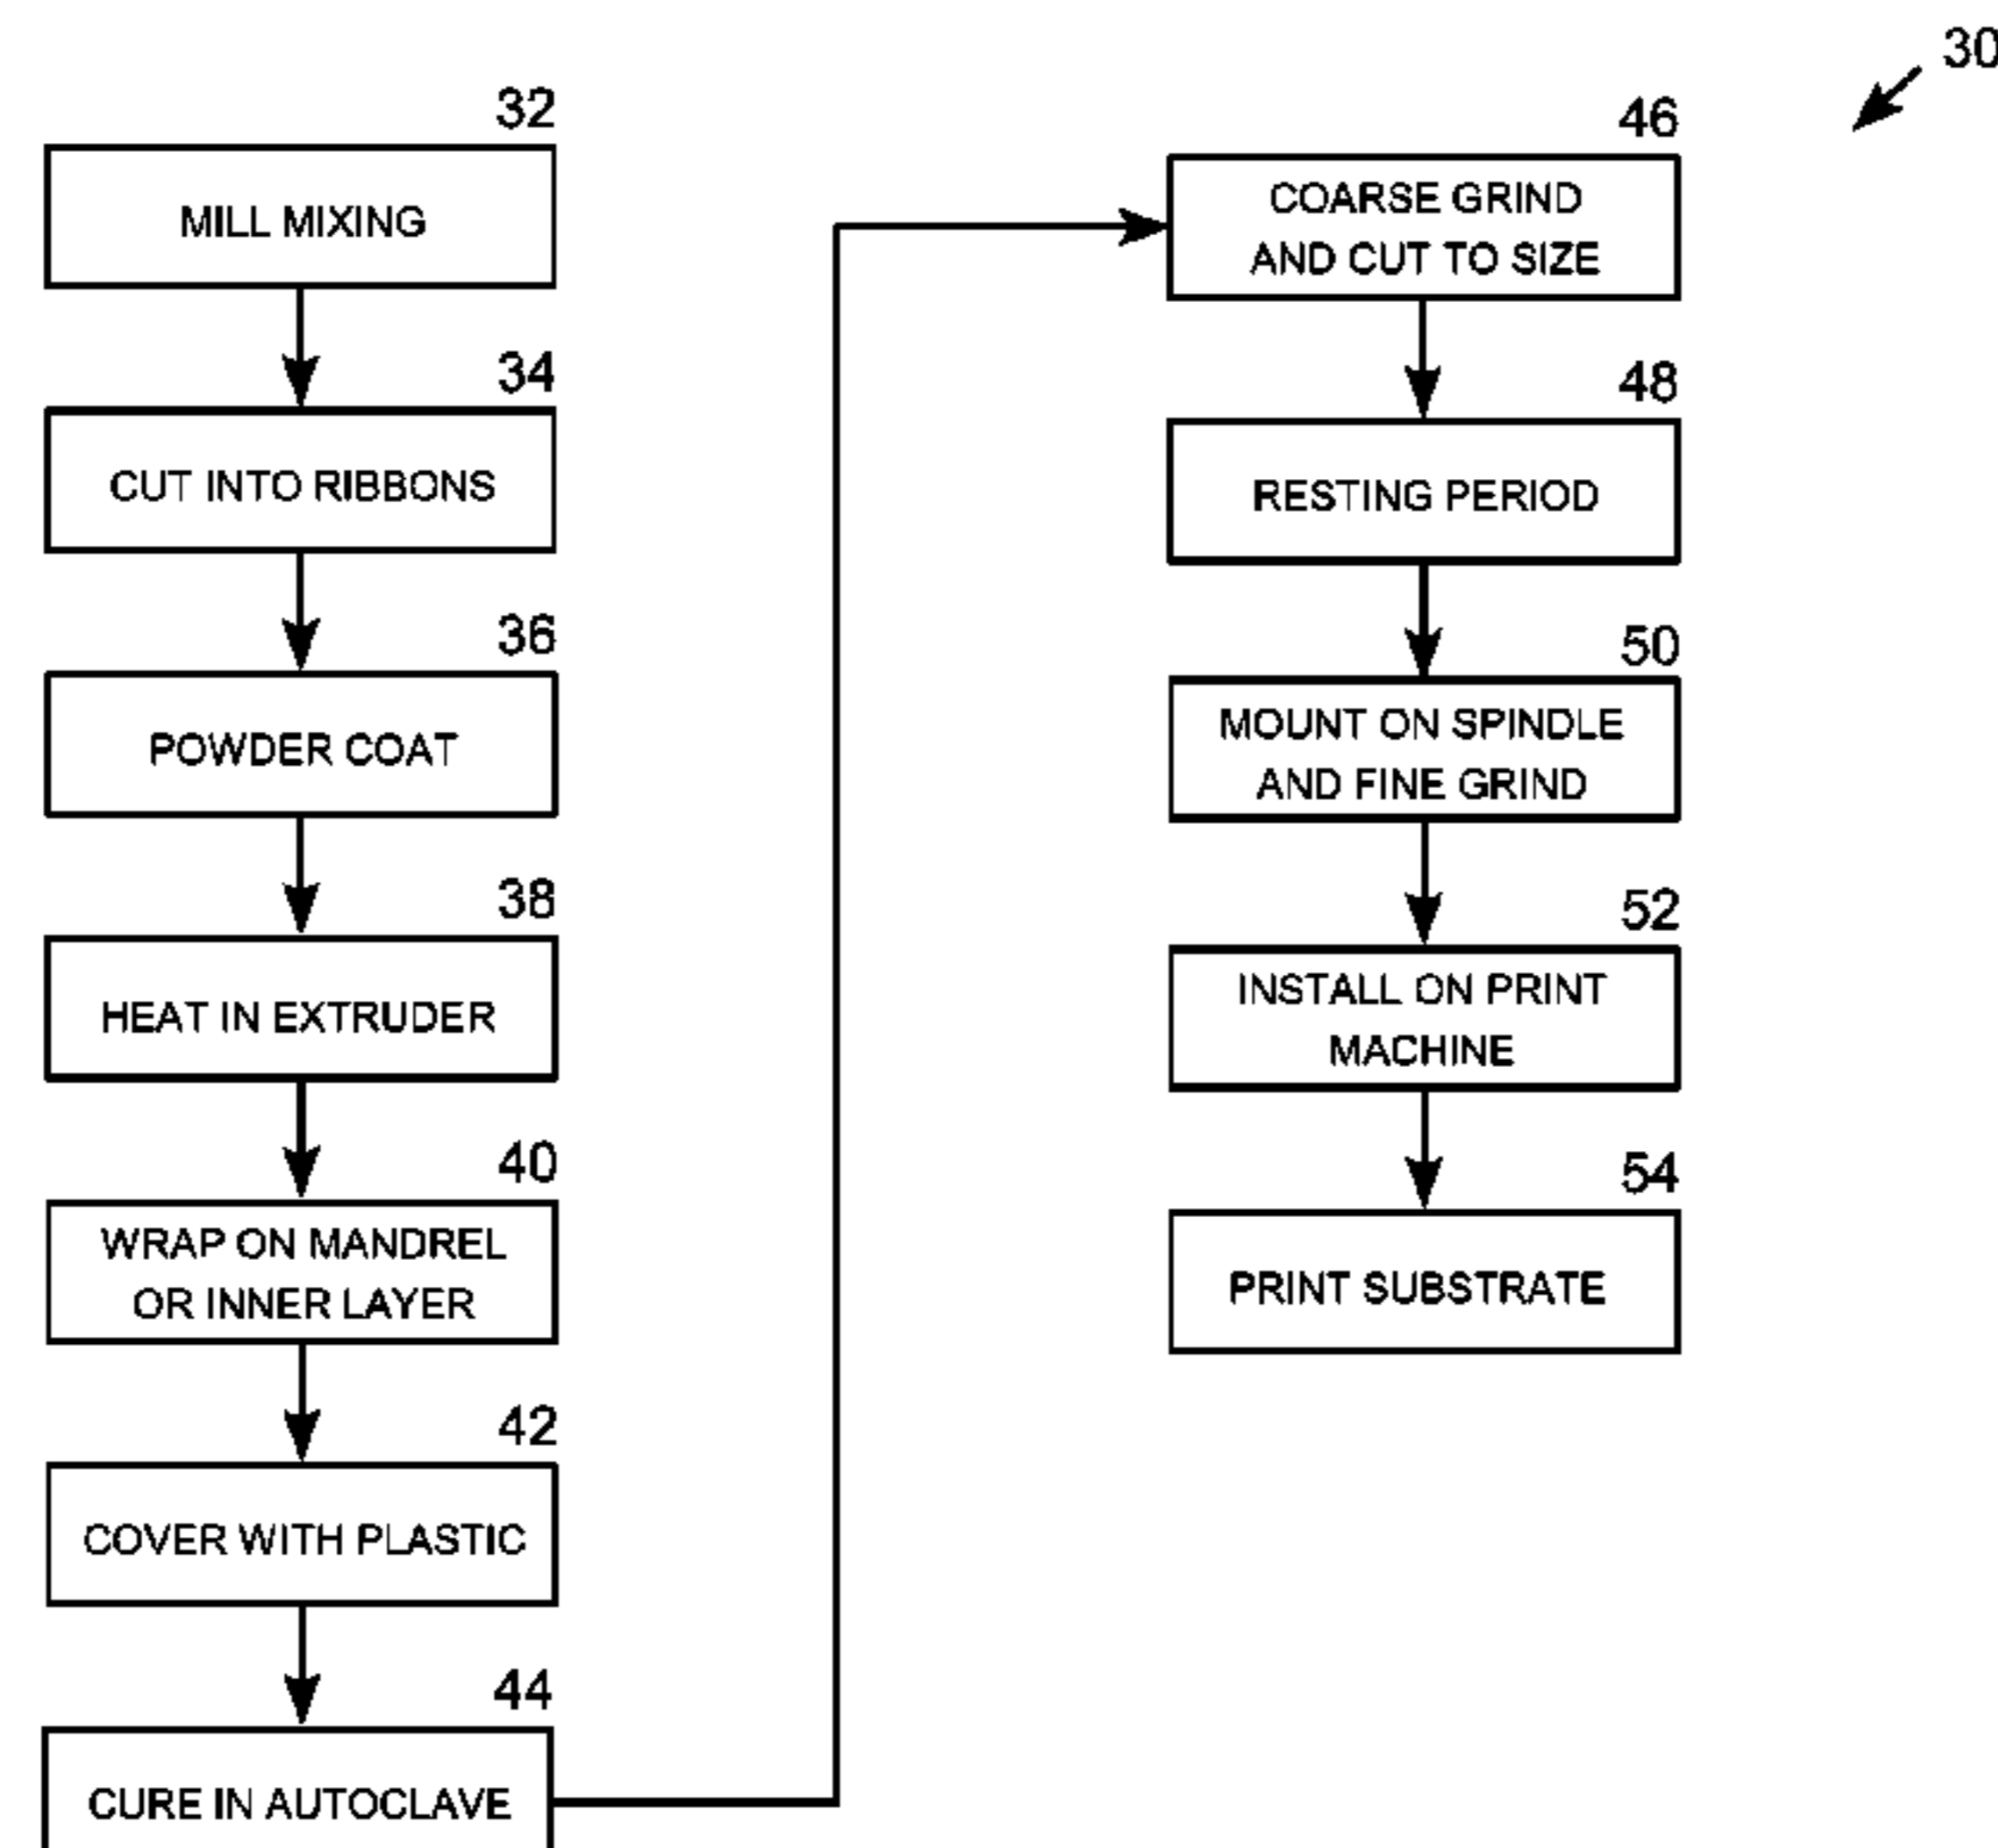 30
32
MILL MIXING
34
CUT INTO RIBBONS
36
POWDER COAT
38
HEAT IN EXTRUDER
40
WRAP ON MANDREL
OR INNER LAYER
42
COVER WITH PLASTIC
44
CURE IN AUTOCLAVE
46
COARSE GRIND
AND CUT TO SIZE
48
RESTING PERIOD
50
MOUNT ON SPINDLE
AND FINE GRIND
52
INSTALL ON PRINT
MACHINE
54
PRINT SUBSTRATE